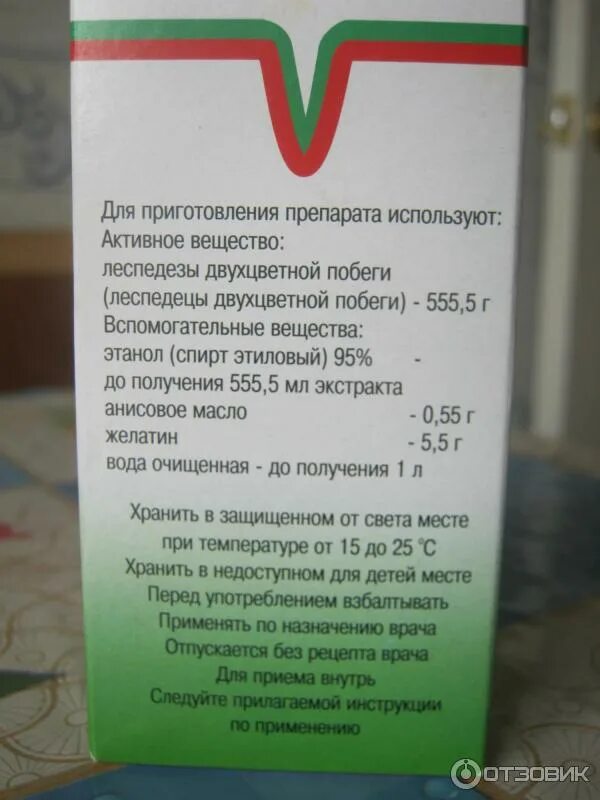 Для приготовления препарата используют:
Активное вещество:
леспедезы двухцветной побеги
(леспедецы двухцветной побеги) - 555,5 г
Вспомогательные вещества:
этанол (спирт этиловый) 95% -
до получения 555,5 мл экстракта
анисовое масло - 0,55 г
желатин - 5,5 г
вода очищенная - до получения 1 л
Хранить в защищенном от света месте
при температуре от 15 до 25 °С
Хранить в недоступном для детей месте
Перед употреблением взбалтывать
Применять по назначению врача
Отпускается без рецепта врача
Для приема внутрь
Следуйте прилагаемой инструкции
по применению
ОТЗОВИК